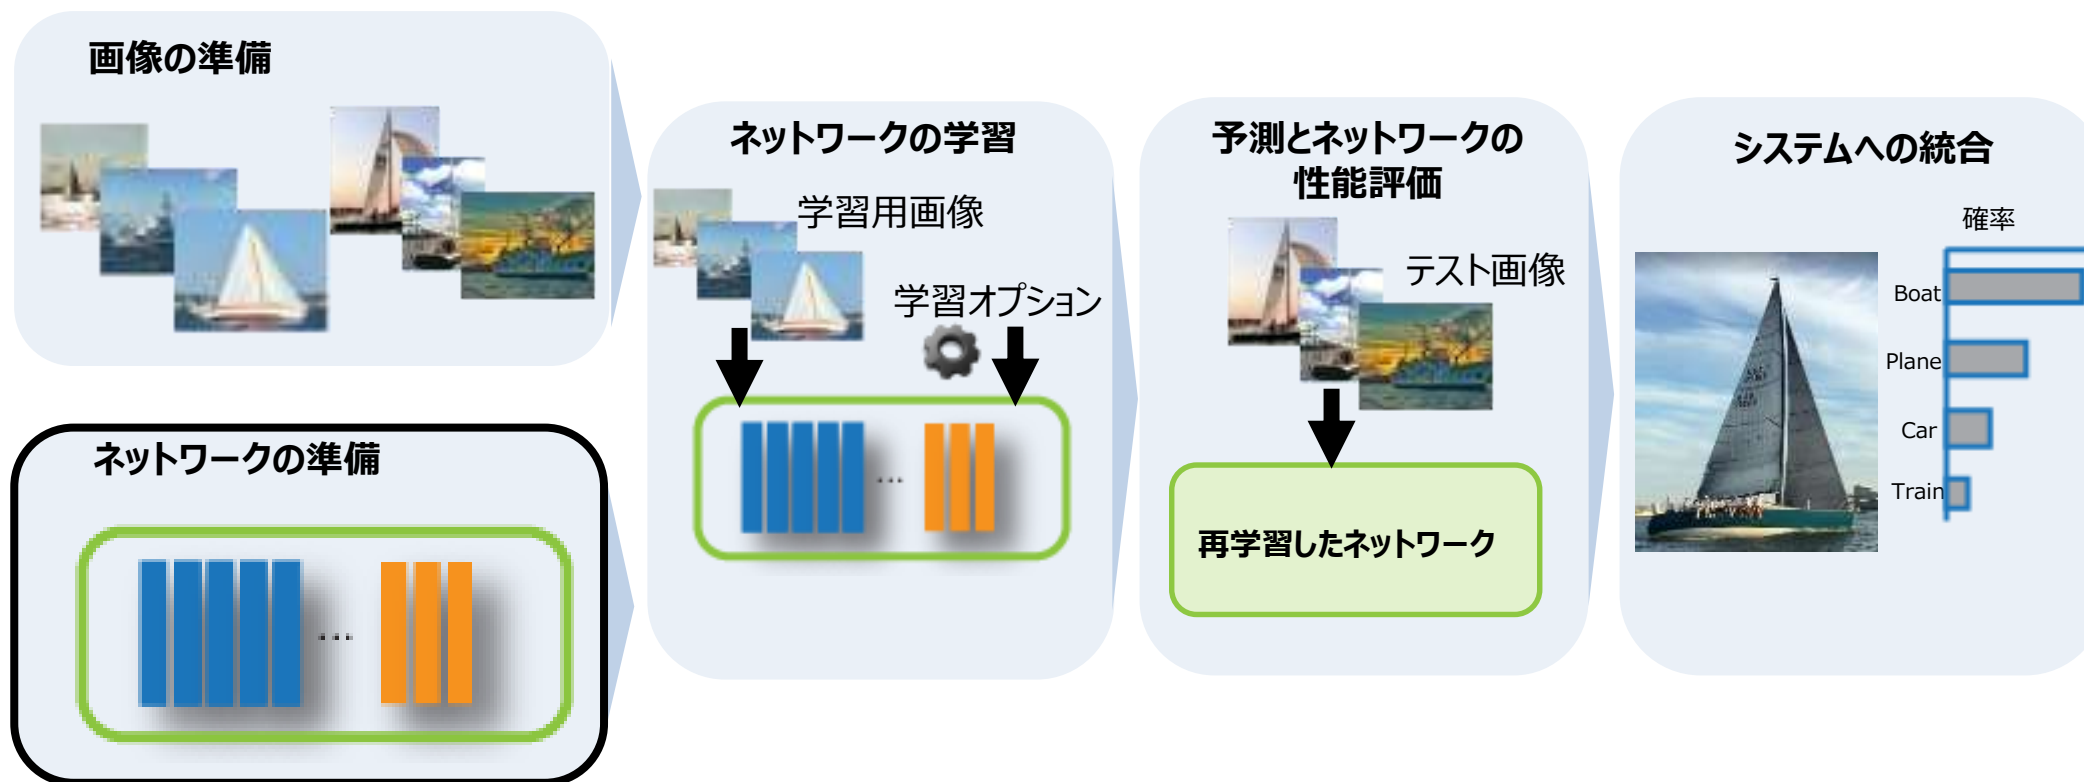 画像の準備
ネットワークの準備
...
ネットワークの学習
学習用画像
学習オプション
...
予測とネットワークの
性能評価
テスト画像
再学習したネットワーク
システムへの統合
確率
Boat
Plane
Car
Train